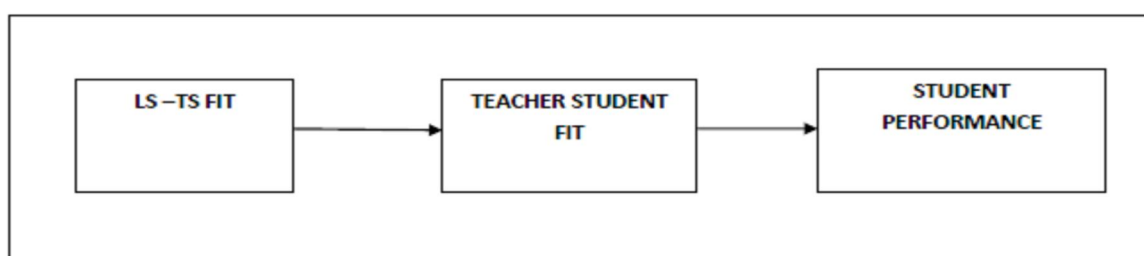 LS –TS FIT
TEACHER STUDENT
FIT
STUDENT
PERFORMANCE